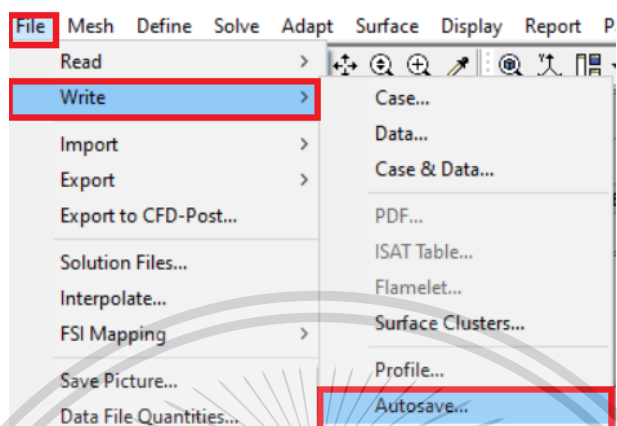 File Mesh Define Solve Adapt Surface Display Report P
Read >
Write >
Import >
Export >
Export to CFD-Post...
Solution Files...
Interpolate...
FSI Mapping >
Save Picture...
Data File Quantities...
Case...
Data...
Case & Data...
PDF...
ISAT Table...
Flamelet...
Surface Clusters...
Profile...
Autosave...